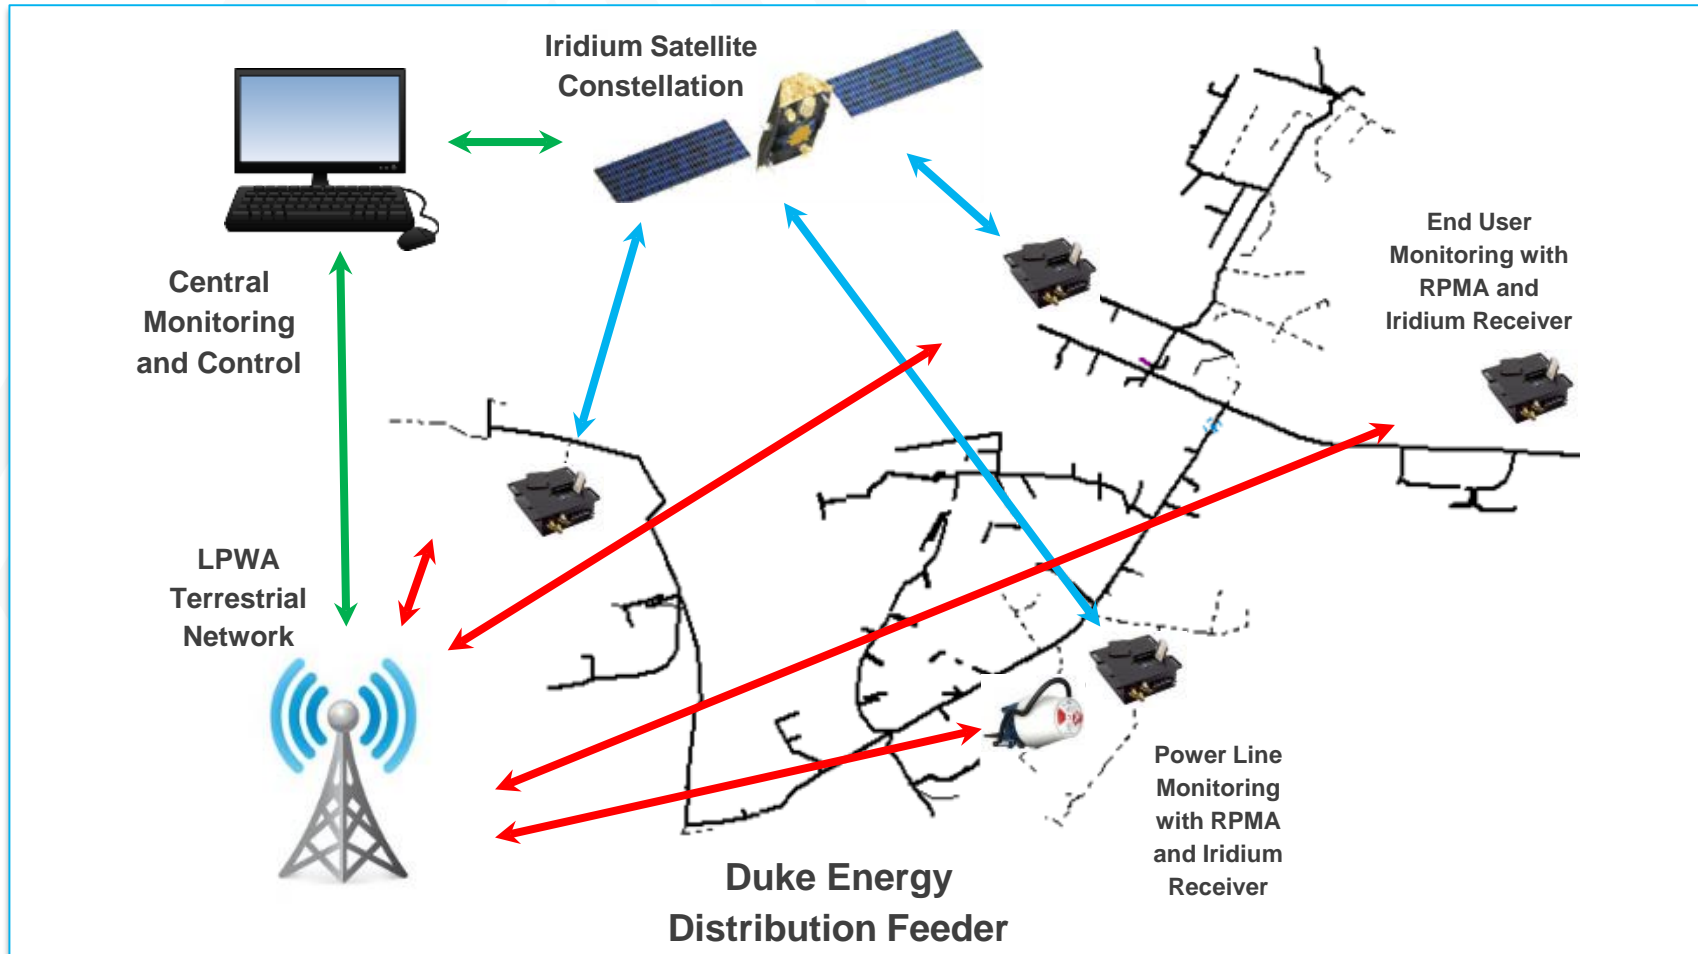 Iridium Satellite
Constellation
Central
Monitoring
and Control
End User
Monitoring with
RPMA and
Iridium Receiver
LPWA
Terrestrial
Network
Power Line
Monitoring
with RPMA
and Iridium
Receiver
Duke Energy
Distribution Feeder